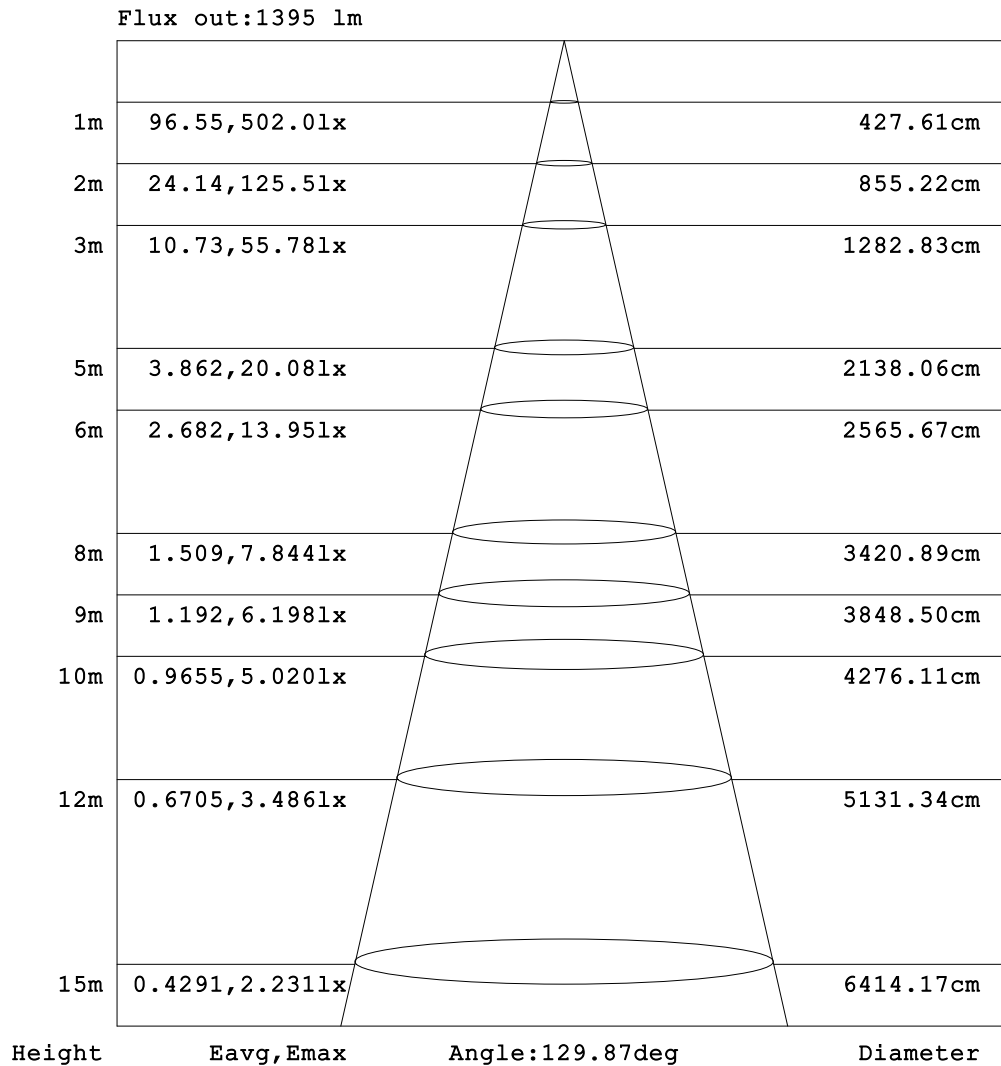 Flux out:1395 lm
1m 96.55,502.0lx 427.61cm
2m 24.14,125.5lx 855.22cm
3m 10.73,55.78lx 1282.83cm
5m 3.862,20.08lx 2138.06cm
6m 2.682,13.95lx 2565.67cm
8m 1.509,7.844lx 3420.89cm
9m 1.192,6.198lx 3848.50cm
10m 0.9655,5.020lx 4276.11cm
12m 0.6705,3.486lx 5131.34cm
15m 0.4291,2.231lx 6414.17cm
Height Eavg,Emax Angle:129.87deg Diameter